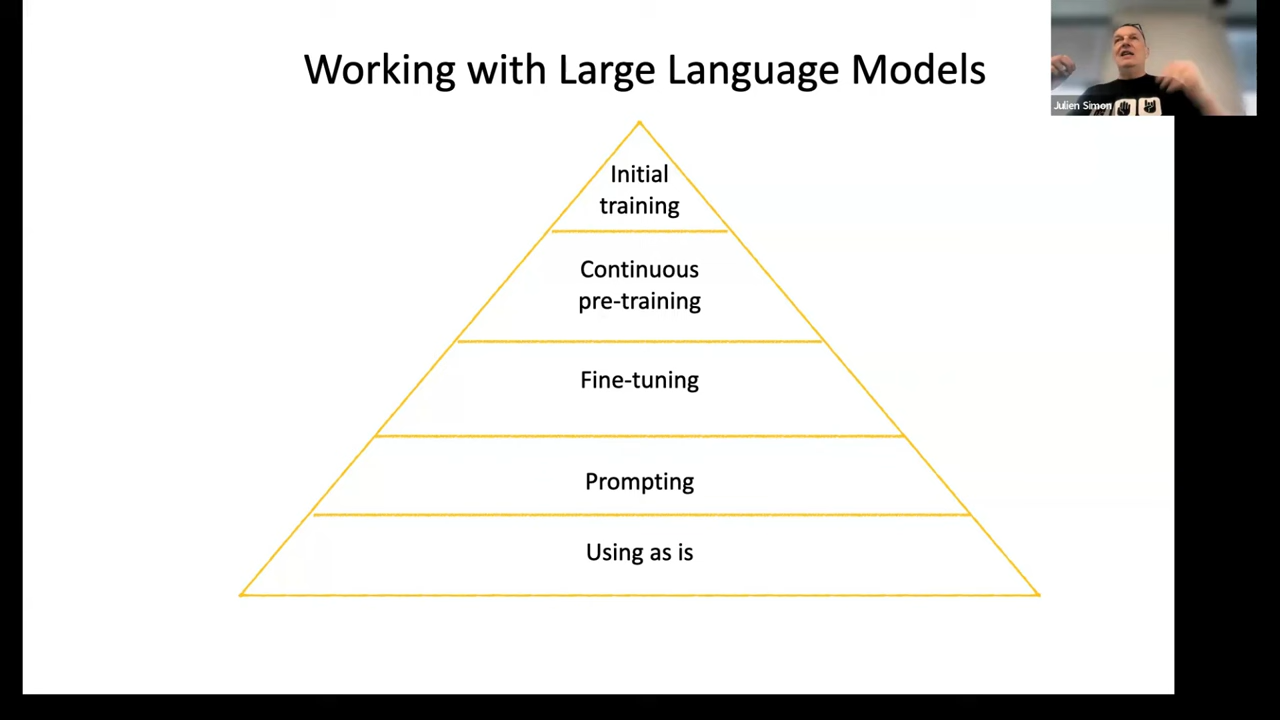 Working with Large Language Models
Julien Simon
Initial
training
Continuous
pre-training
Fine-tuning
Prompting
Using as is